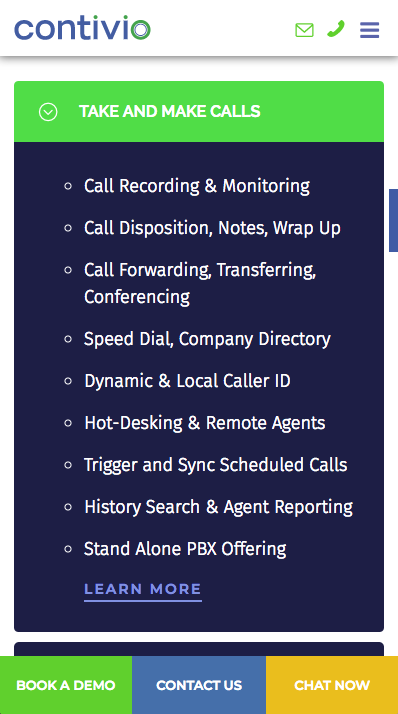 contivio
TAKE AND MAKE CALLS
Call Recording & Monitoring
Call Disposition, Notes, Wrap Up
Call Forwarding, Transferring,
Conferencing
Speed Dial, Company Directory
Dynamic & Local Caller ID
Hot-Desking & Remote Agents
Trigger and Sync Scheduled Calls
History Search & Agent Reporting
Stand Alone PBX Offering
LEARN MORE
BOOK A DEMO
CONTACT US
CHAT NOW